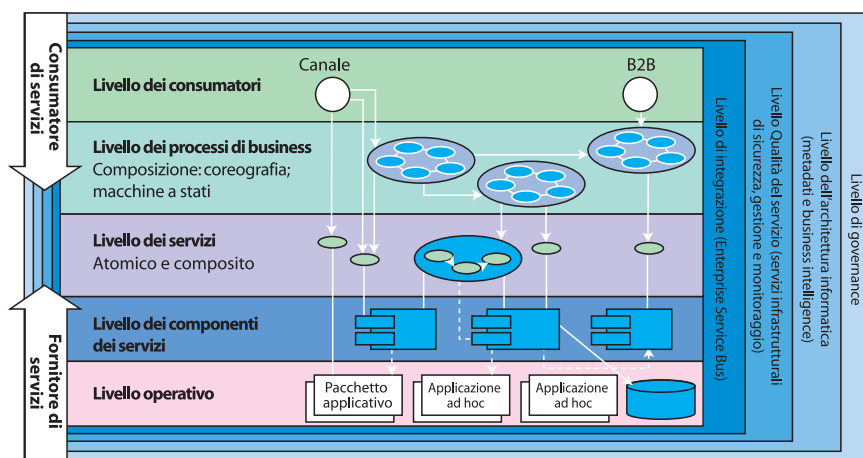 Consumatore
di servizi
Fornitore di
servizi
Canale
B2B
Livello dei consumatori
Livello dei processi di business
Composizione: coreografia;
macchine a stati
Livello dei servizi
Atomico e composito
Livello dei componenti
dei servizi
Livello operativo
Pacchetto
applicativo
Applicazione
ad hoc
Applicazione
ad hoc
Livello di integrazione (Enterprise Service Bus)
Livello Qualità del servizio (servizi infrastrutturali
di sicurezza, gestione e monitoraggio)
Livello dell'architettura informatica
(metadati e business intelligence)
Livello di governance